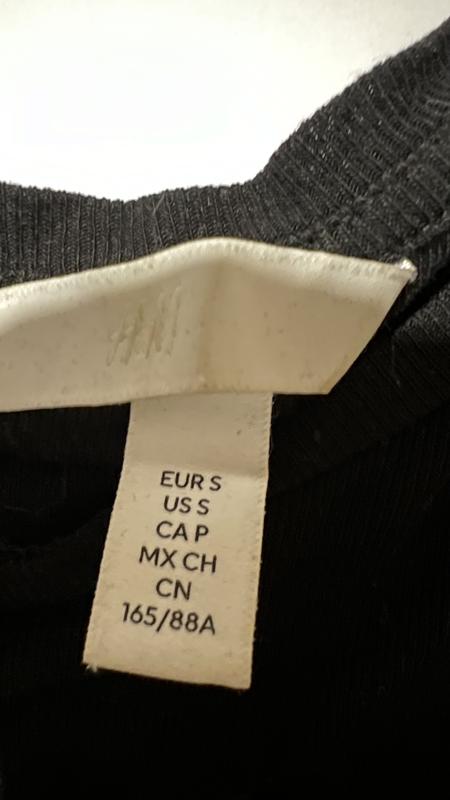 H&M
EUR S
US S
CA P
MX CH
CN
165/88A